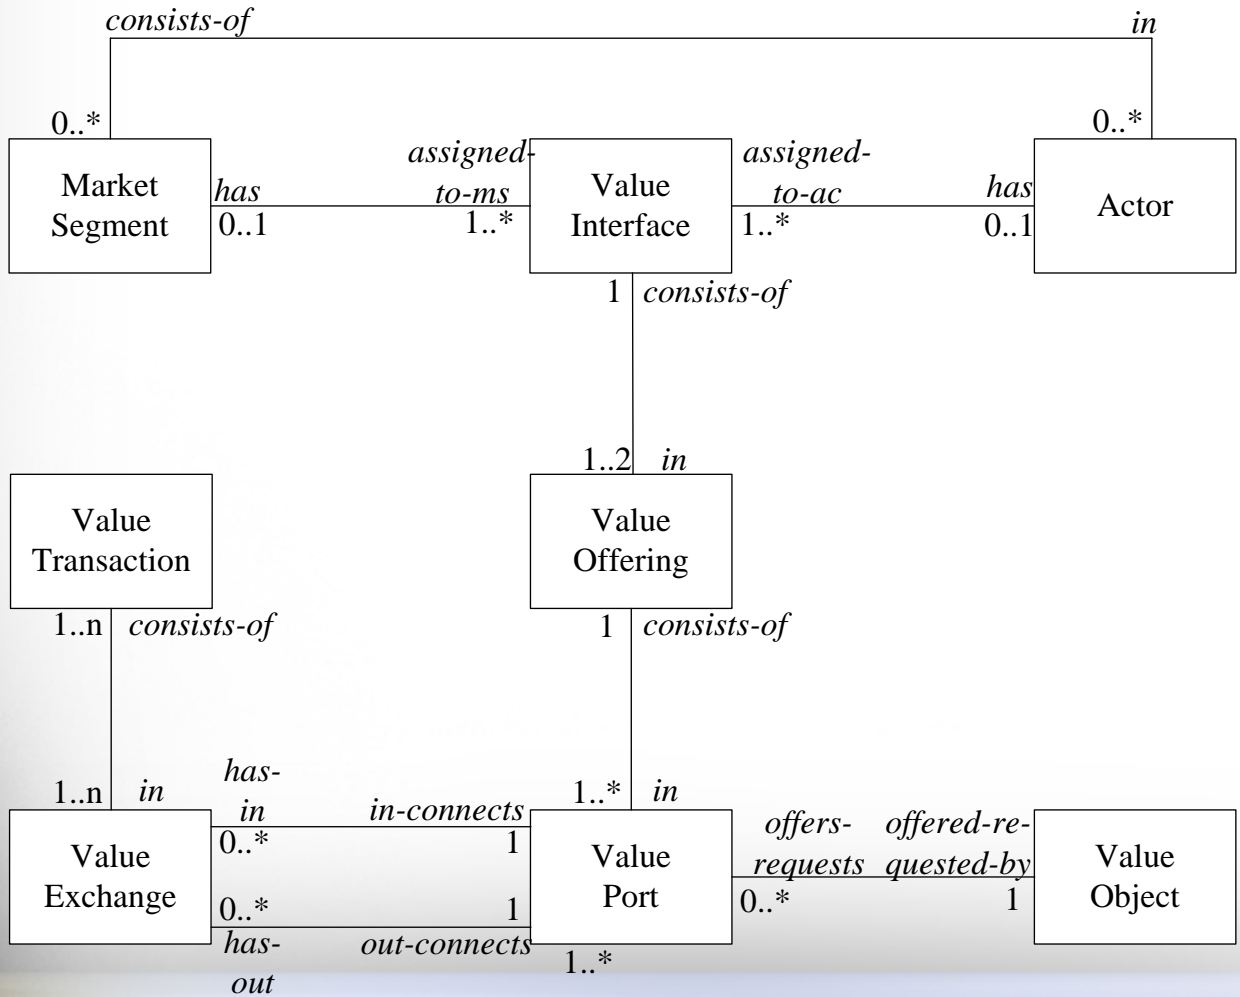 consists-of
in
0..*
0..*
Market
Segment
has
0..1
assigned-
to-ms
1..*
Value
Interface
assigned-
to-ac
1..*
has
0..1
Actor
1
consists-of
1..2
in
Value
Transaction
Value
Offering
1..n
consists-of
1
consists-of
1..n
in
has-
in
0..*
in-connects
1
1..*
in
Value
Exchange
0..*
has-
out
1
out-connects
Value
Port
1..*
offers-
requests
0..*
offered-re-
quested-by
1
Value
Object